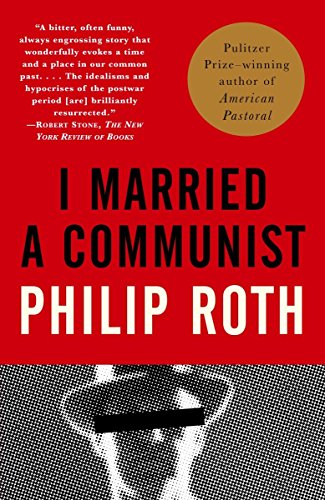 “A bitter, often funny,
always engrossing story that
wonderfully evokes a time
and a place in our common
past. . . . The idealisms and
hypocrises of the postwar
period [are] brilliantly
resurrected.”
—ROBERT STONE, THE NEW
YORK REVIEW OF BOOKS
Pulitzer
Prize–winning
author of
American
Pastoral
I MARRIED
A COMMUNIST
PHILIP ROTH